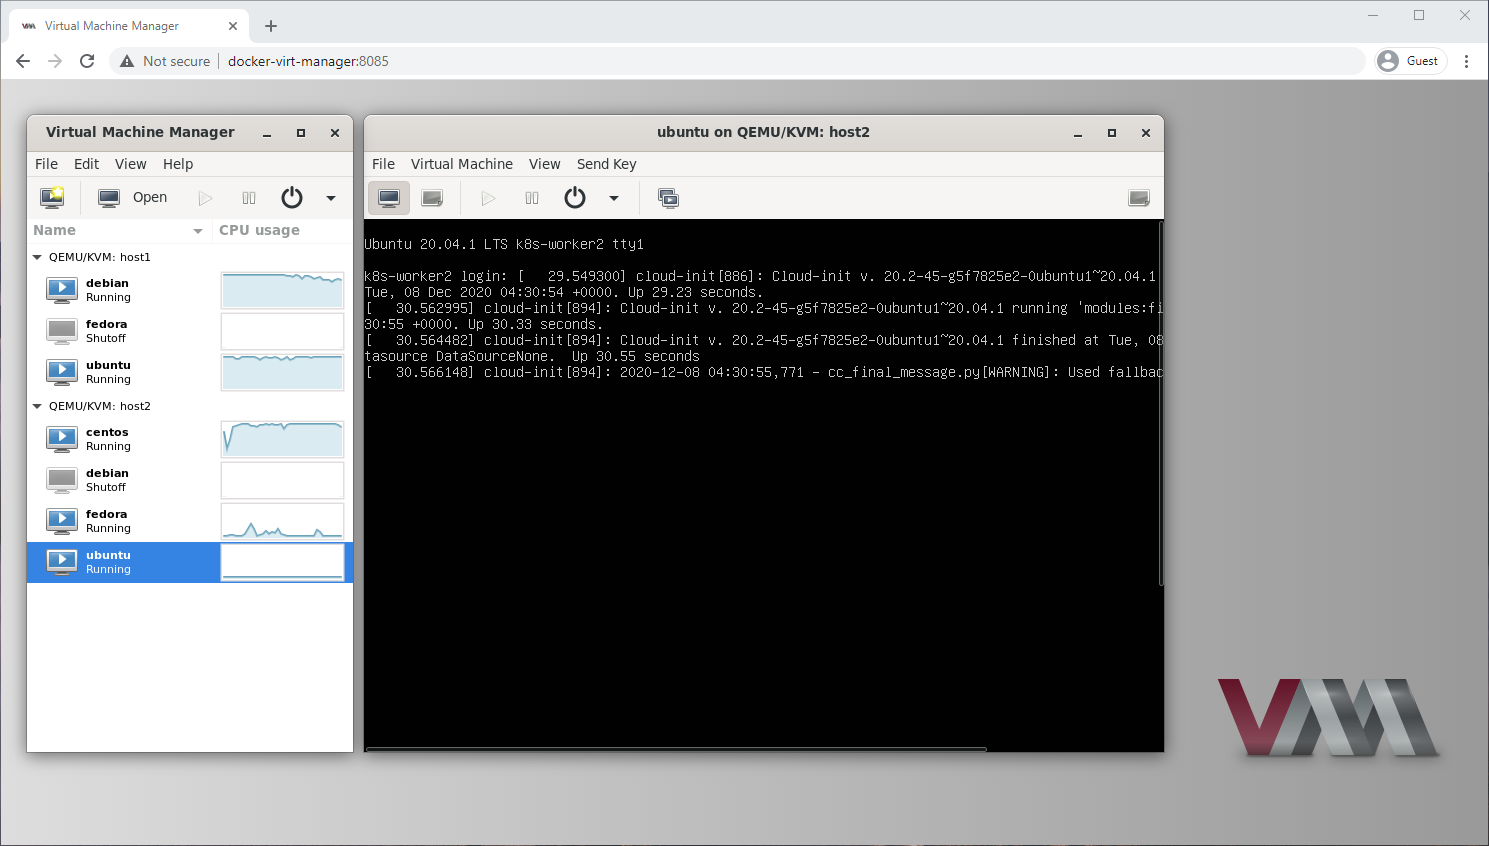 Virtual Machine Manager
Not secure
docker-virt-manager:8085
Guest
Virtual Machine Manager
File Edit View Help
Open
Name CPU usage
QEMU/KVM: host1
debian
Running
fedora
Shutoff
ubuntu
Running
QEMU/KVM: host2
centos
Running
debian
Shutoff
fedora
Running
ubuntu
Running
ubuntu on QEMU/KVM: host2
File Virtual Machine View Send Key
Ubuntu 20.04.1 LTS k8s-worker2 tty1
k8s-worker2 login: [   29.549300] cloud-init[886]: Cloud-init v. 20.2-45-g5f7825e2-0ubuntu1~20.04.1
Tue, 08 Dec 2020 04:30:54 +0000. Up 29.23 seconds.
[   30.562995] cloud-init[894]: Cloud-init v. 20.2-45-g5f7825e2-0ubuntu1~20.04.1 running 'modules:fi
30:55 +0000. Up 30.33 seconds.
[   30.564482] cloud-init[894]: Cloud-init v. 20.2-45-g5f7825e2-0ubuntu1~20.04.1 finished at Tue, 08
tasource DataSourceNone.  Up 30.55 seconds
[   30.566148] cloud-init[894]: 2020-12-08 04:30:55,771 - cc_final_message.py[WARNING]: Used fallbac
VMM